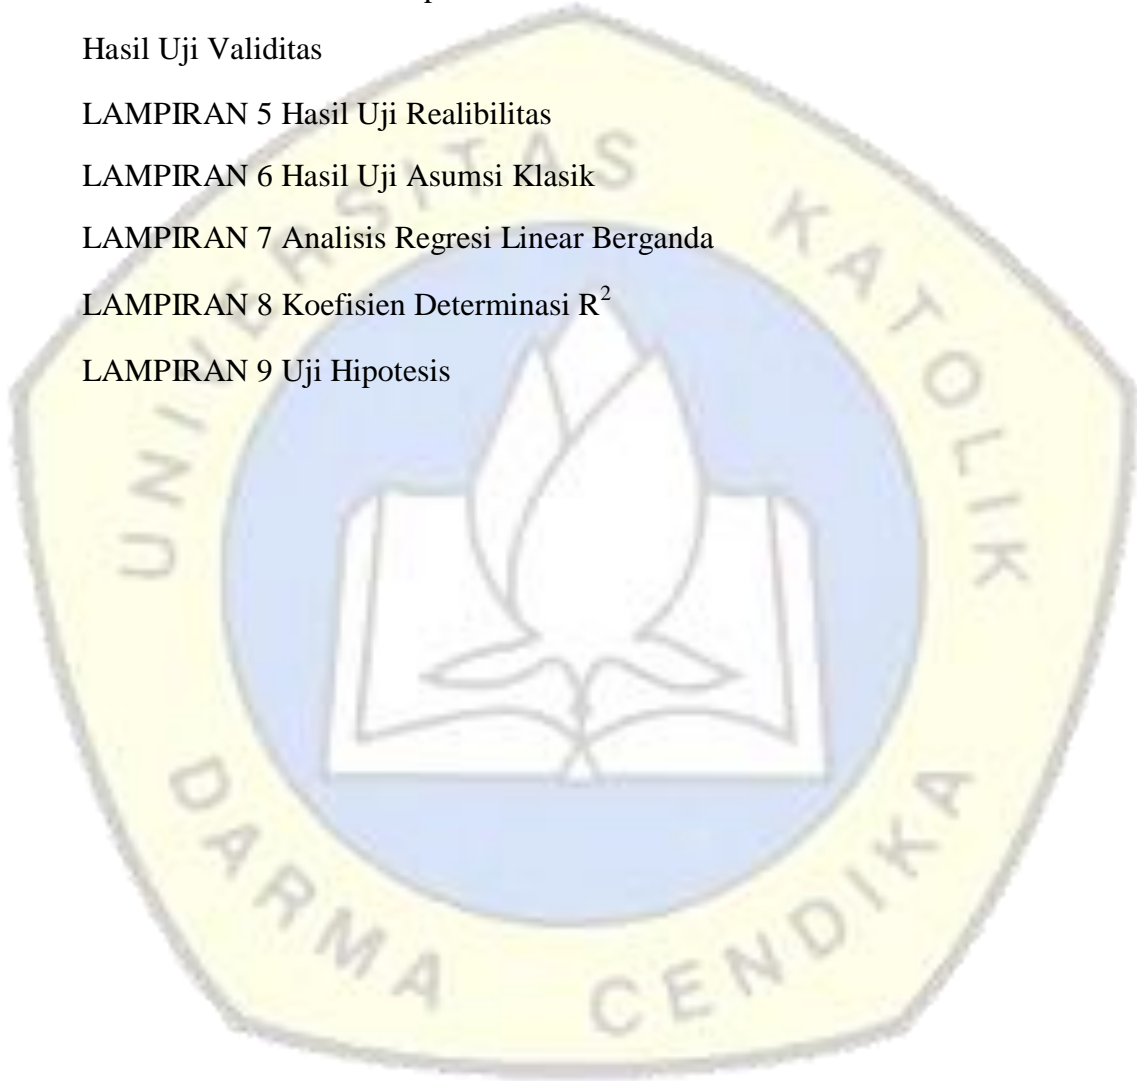 Hasil Uji Validitas
LAMPIRAN 5 Hasil Uji Realibilitas
LAMPIRAN 6 Hasil Uji Asumsi Klasik
LAMPIRAN 7 Analisis Regresi Linear Berganda
LAMPIRAN 8 Koefisien Determinasi R²
LAMPIRAN 9 Uji Hipotesis
UNIVERSITAS KATOLIK
DARMA CENDIKA